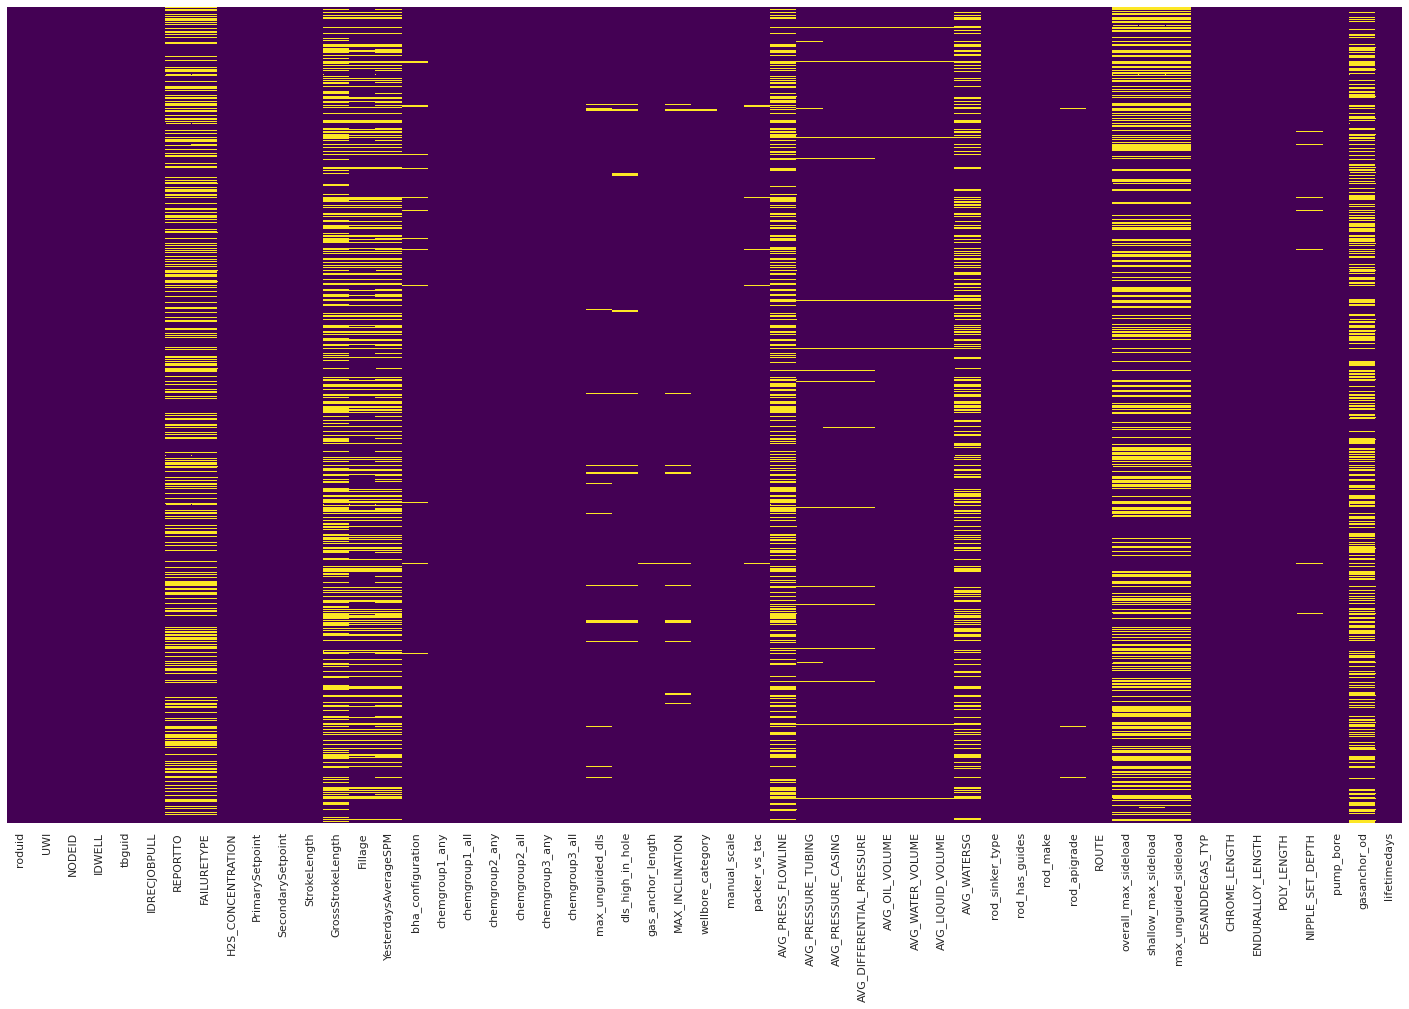 roduid
UWI
NODEID
IDWELL
tbguid
IDRECJOBPULL
REPORTTO
FAILURETYPE
H2S_CONCENTRATION
PrimarySetpoint
SecondarySetpoint
StrokeLength
GrossStrokeLength
Fillage
YesterdaysAverageSPM
bha_configuration
chemgroup1_any
chemgroup1_all
chemgroup2_any
chemgroup2_all
chemgroup3_any
chemgroup3_all
max_unguided_dls
dls_high_in_hole
gas_anchor_length
MAX_INCLINATION
wellbore_category
manual_scale
packer_vs_tac
AVG_PRESS_FLOWLINE
AVG_PRESSURE_TUBING
AVG_PRESSURE_CASING
AVG_DIFFERENTIAL_PRESSURE
AVG_OIL_VOLUME
AVG_WATER_VOLUME
AVG_LIQUID_VOLUME
AVG_WATERSG
rod_sinker_type
rod_has_guides
rod_make
rod_apigrade
ROUTE
overall_max_sideload
shallow_max_sideload
max_unguided_sideload
DESANDDEGAS_TYP
CHROME_LENGTH
ENDURALLOY_LENGTH
POLY_LENGTH
NIPPLE_SET_DEPTH
pump_bore
gasanchor_od
lifetimedays